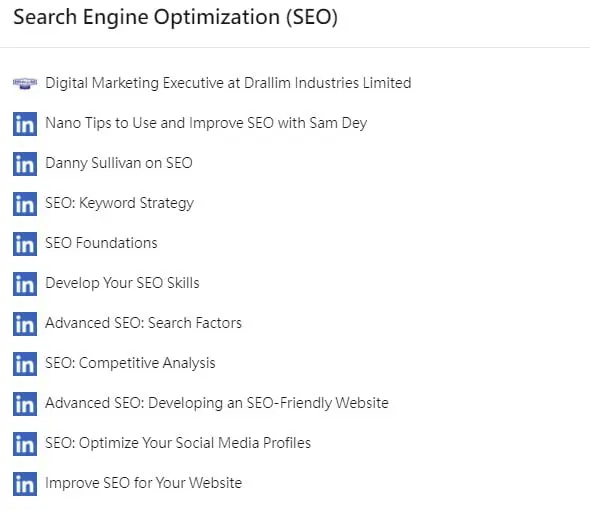 Search Engine Optimization (SEO)
Digital Marketing Executive at Drallim Industries Limited
in Nano Tips to Use and Improve SEO with Sam Dey
in Danny Sullivan on SEO
in SEO: Keyword Strategy
in SEO Foundations
in Develop Your SEO Skills
in Advanced SEO: Search Factors
in SEO: Competitive Analysis
in Advanced SEO: Developing an SEO-Friendly Website
in SEO: Optimize Your Social Media Profiles
in Improve SEO for Your Website